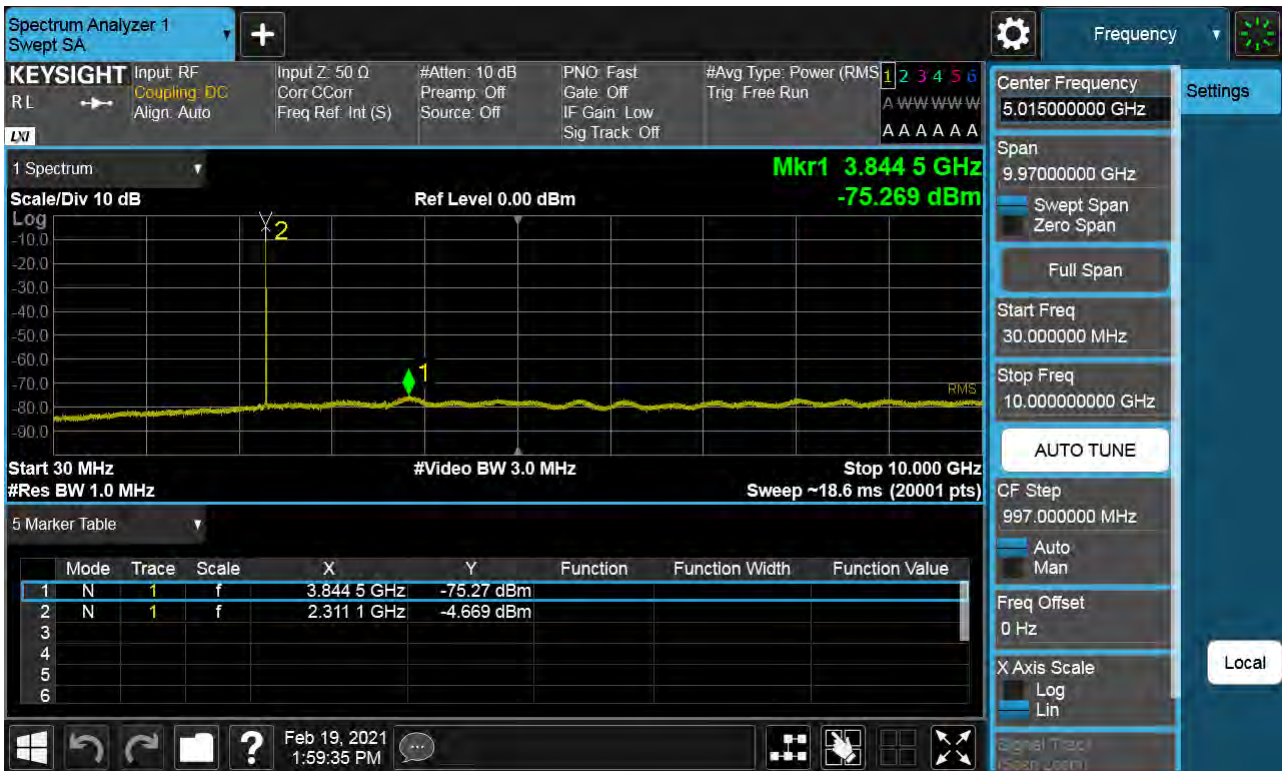 Spectrum Analyzer 1
Swept SA
+
Frequency
KEYSIGHT
R L
LXI
Input: RF
Coupling: DC
Align: Auto
Input Z: 50 Ω
Corr CCorr
Freq Ref: Int (S)
#Atten: 10 dB
Preamp: Off
Source: Off
PNO: Fast
Gate: Off
IF Gain: Low
Sig Track: Off
#Avg Type: Power (RMS
Trig: Free Run
1 2 3 4 5 6
A W W W W W
A A A A A A
1 Spectrum
Scale/Div 10 dB
Ref Level 0.00 dBm
Mkr1 3.844 5 GHz
-75.269 dBm
Log
-10.0
-20.0
-30.0
-40.0
-50.0
-60.0
-70.0
-80.0
-90.0
2
1
RMS
Start 30 MHz
#Video BW 3.0 MHz
Stop 10.000 GHz
#Res BW 1.0 MHz
Sweep ~18.6 ms (20001 pts)
5 Marker Table
Mode Trace Scale X Y Function Function Width Function Value
1 N 1 f 3.844 5 GHz -75.27 dBm
2 N 1 f 2.311 1 GHz -4.669 dBm
3
4
5
6
?
Feb 19, 2021
1:59:35 PM
Center Frequency
5.015000000 GHz
Settings
Span
9.97000000 GHz
Swept Span
Zero Span
Full Span
Start Freq
30.000000 MHz
Stop Freq
10.000000000 GHz
AUTO TUNE
CF Step
997.000000 MHz
Auto
Man
Freq Offset
0 Hz
X Axis Scale
Log
Lin
Local
Signal Track
(Span Zoom)